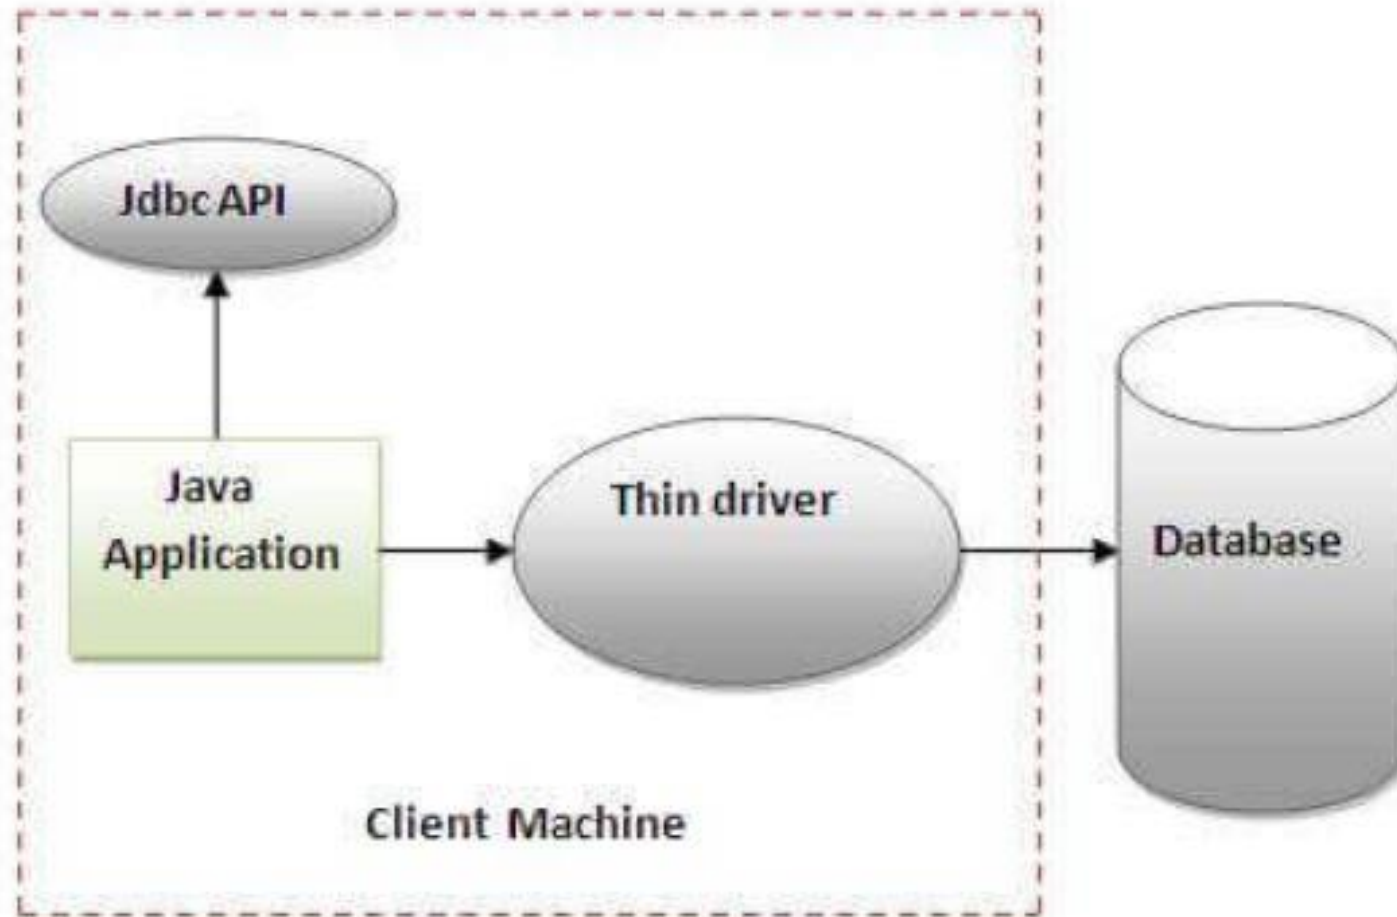 Jdbc API
Java
Application
Thin driver
Database
Client Machine